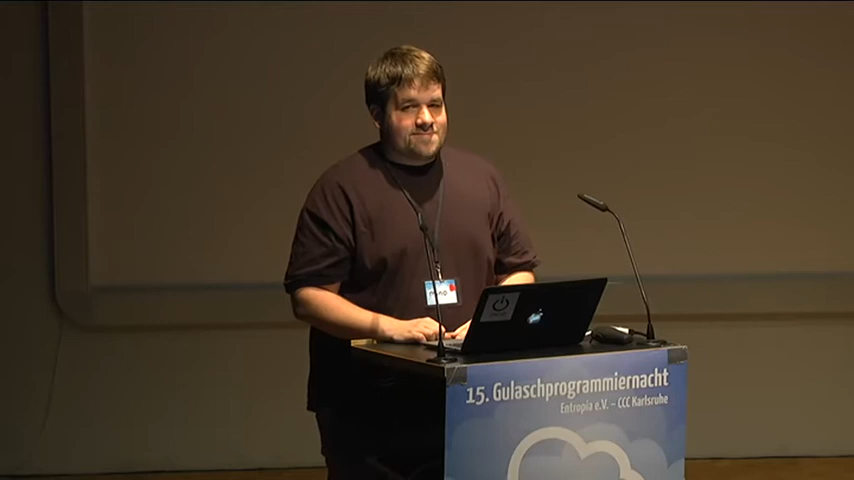 15. Gulaschprogrammiernacht
Entropia e.V. – CCC Karlsruhe